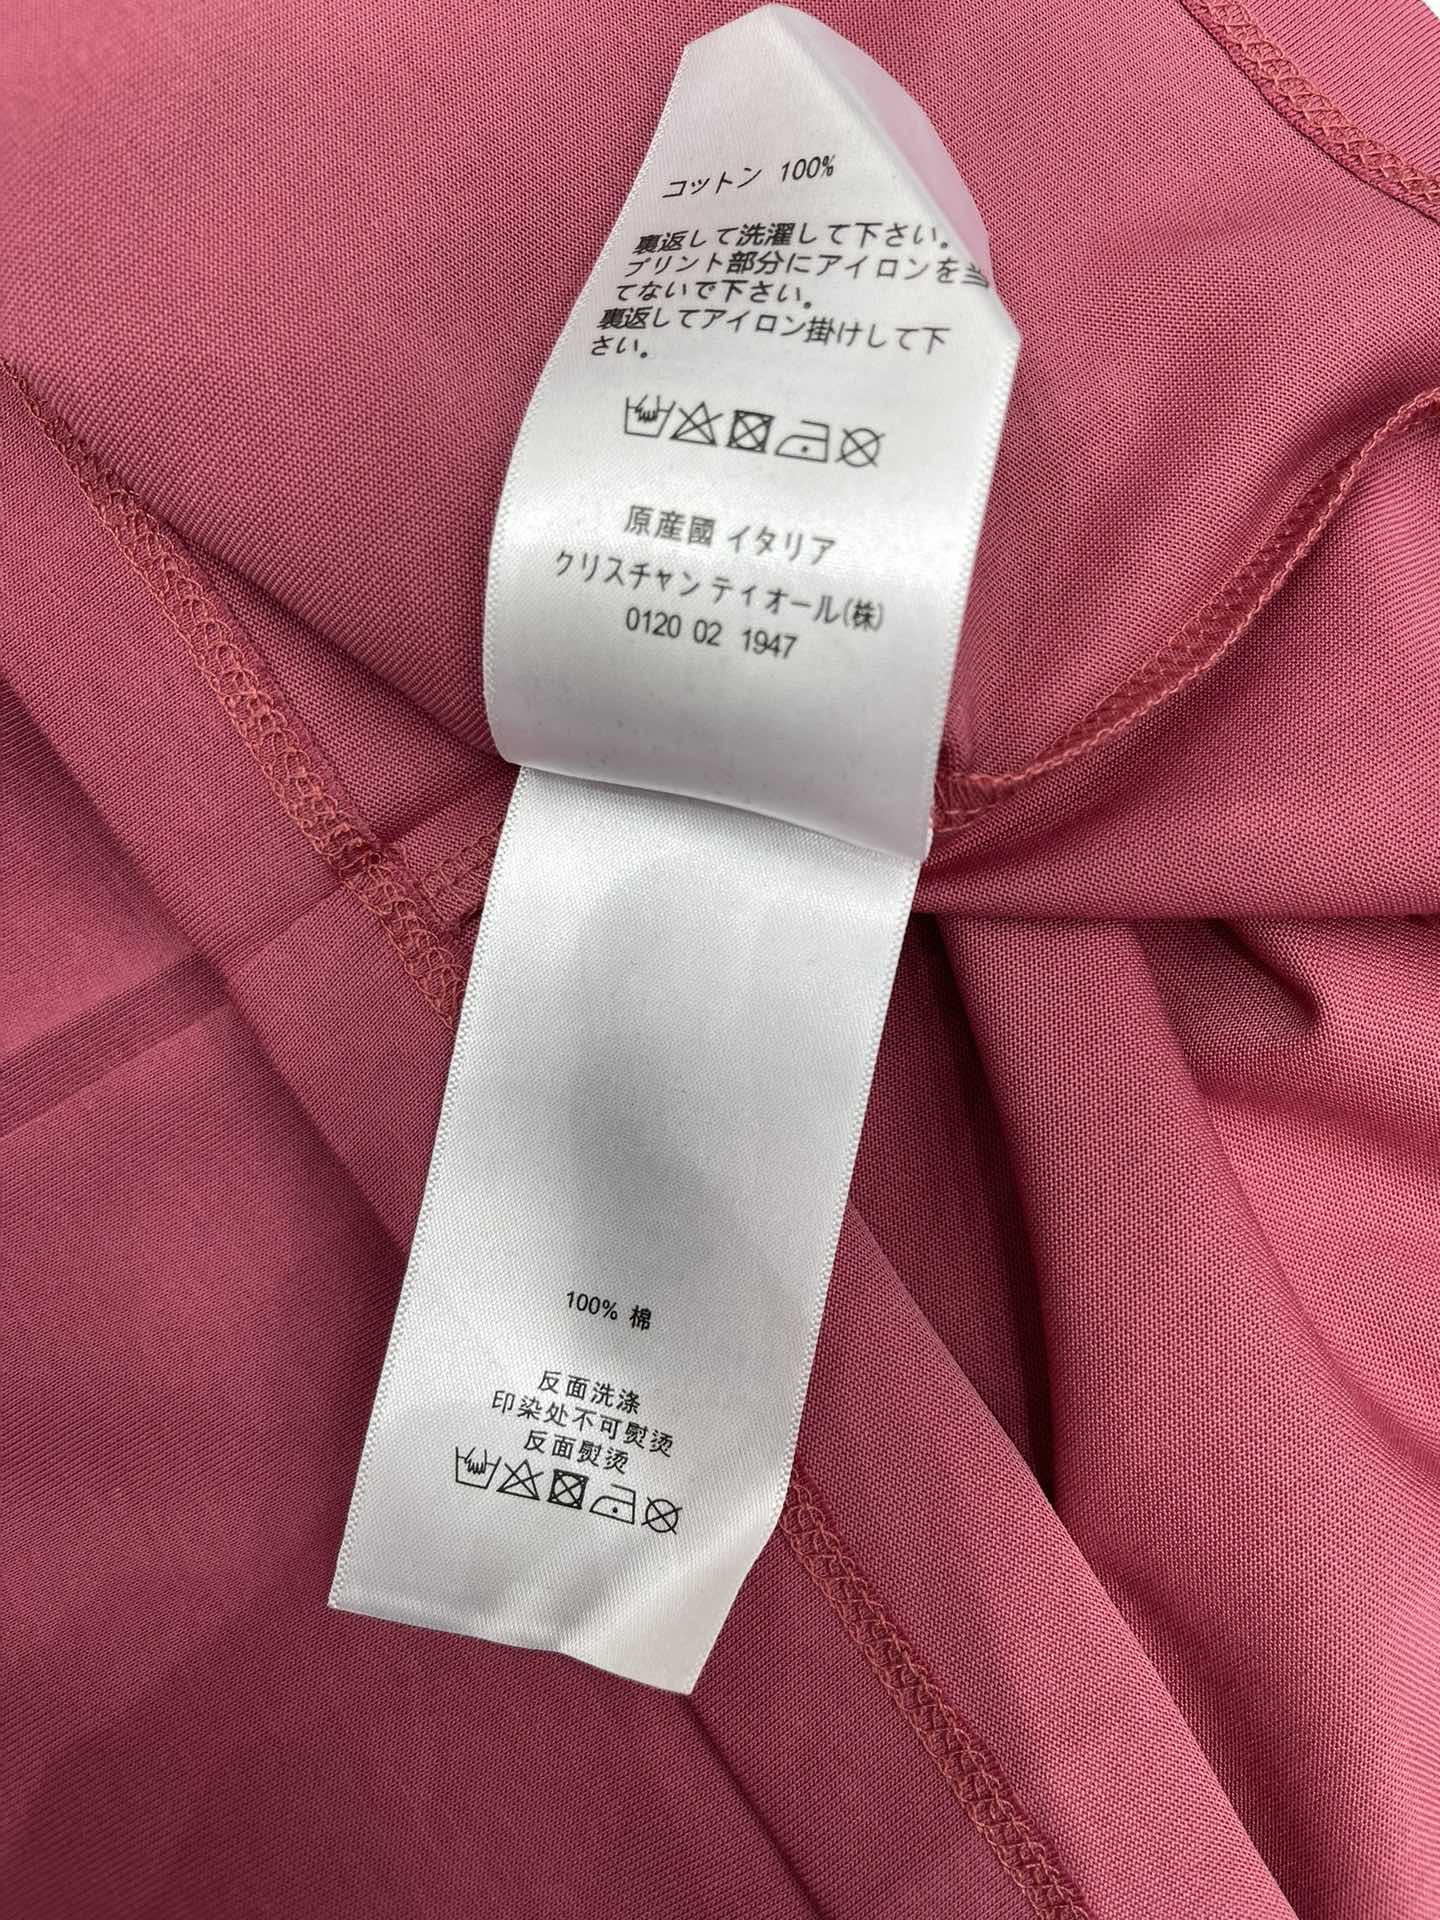 コットン 100%
裏返して洗濯して下さい。
プリント部分にアイロンを当
てないで下さい。
裏返してアイロン掛けして下
さい。
原産國 イタリア
クリスチャン ティオール(株)
0120 02 1947
100% 棉
反面洗涤
印染处不可熨烫
反面熨烫